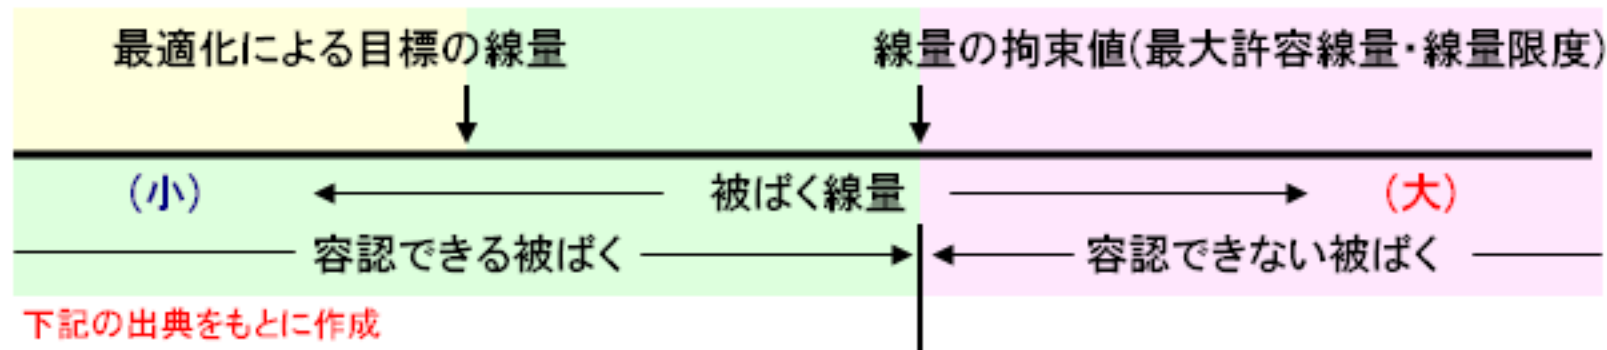 最適化による目標の線量 線量の拘束値(最大許容線量・線量限度)
(小) 被ばく線量 (大)
容認できる被ばく 容認できない被ばく
下記の出典をもとに作成